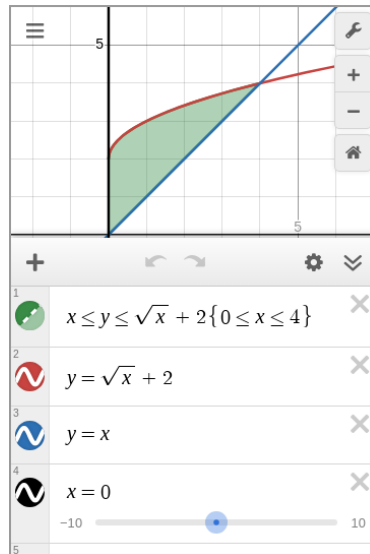 5
5
1
x ≤ y ≤ √x + 2{0 ≤ x ≤ 4}
2
y = √x + 2
3
y = x
4
x = 0
-10 10
5